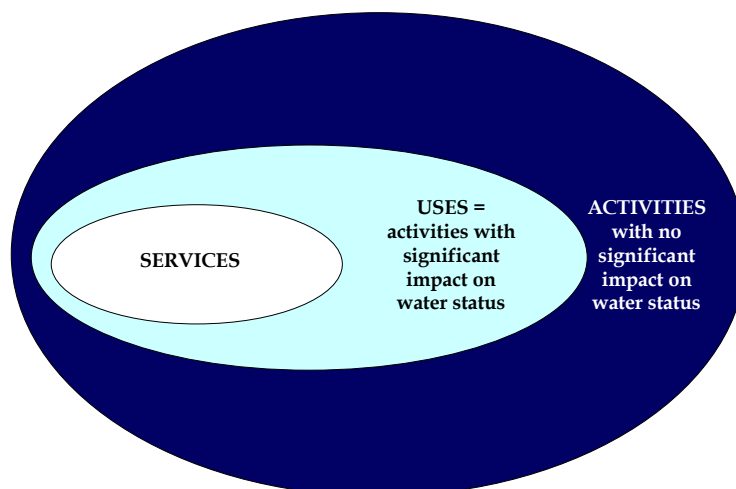 SERVICES
USES =
activities with
significant
impact on
water status
ACTIVITIES
with no
significant
impact on
water status